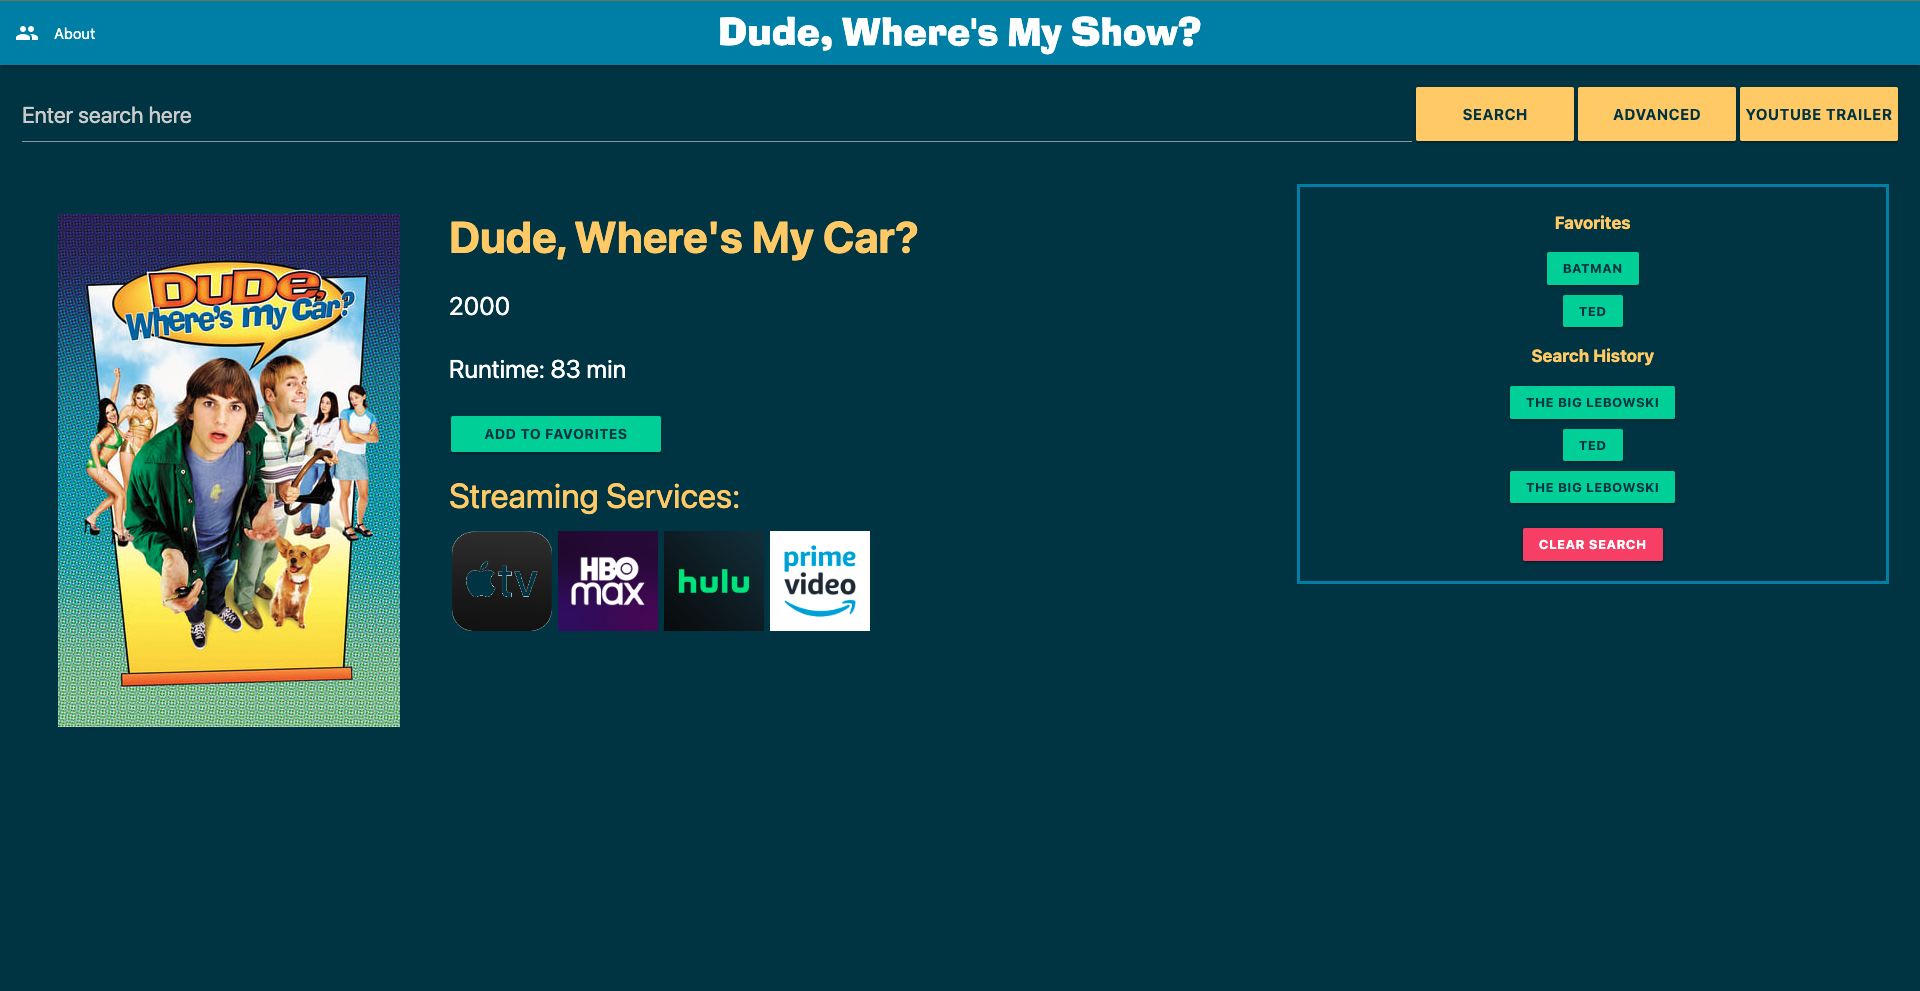 About
Dude, Where's My Show?
Enter search here
SEARCH
ADVANCED
YOUTUBE TRAILER
DUDe,
Where's my Car?
Dude, Where's My Car?
2000
Runtime: 83 min
ADD TO FAVORITES
Streaming Services:
tv
HBO
max
hulu
prime
video
Favorites
BATMAN
TED
Search History
THE BIG LEBOWSKI
TED
THE BIG LEBOWSKI
CLEAR SEARCH